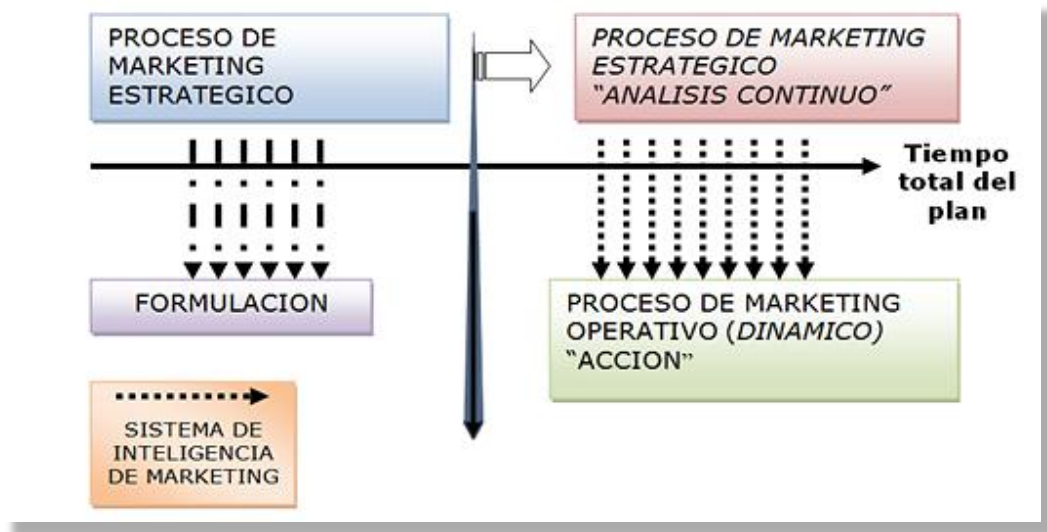 PROCESO DE
MARKETING
ESTRATEGICO
PROCESO DE MARKETING
ESTRATEGICO
“ANALISIS CONTINUO”
Tiempo
total del
plan
FORMULACION
PROCESO DE MARKETING
OPERATIVO (DINAMICO)
“ACCION”
SISTEMA DE
INTELIGENCIA
DE MARKETING